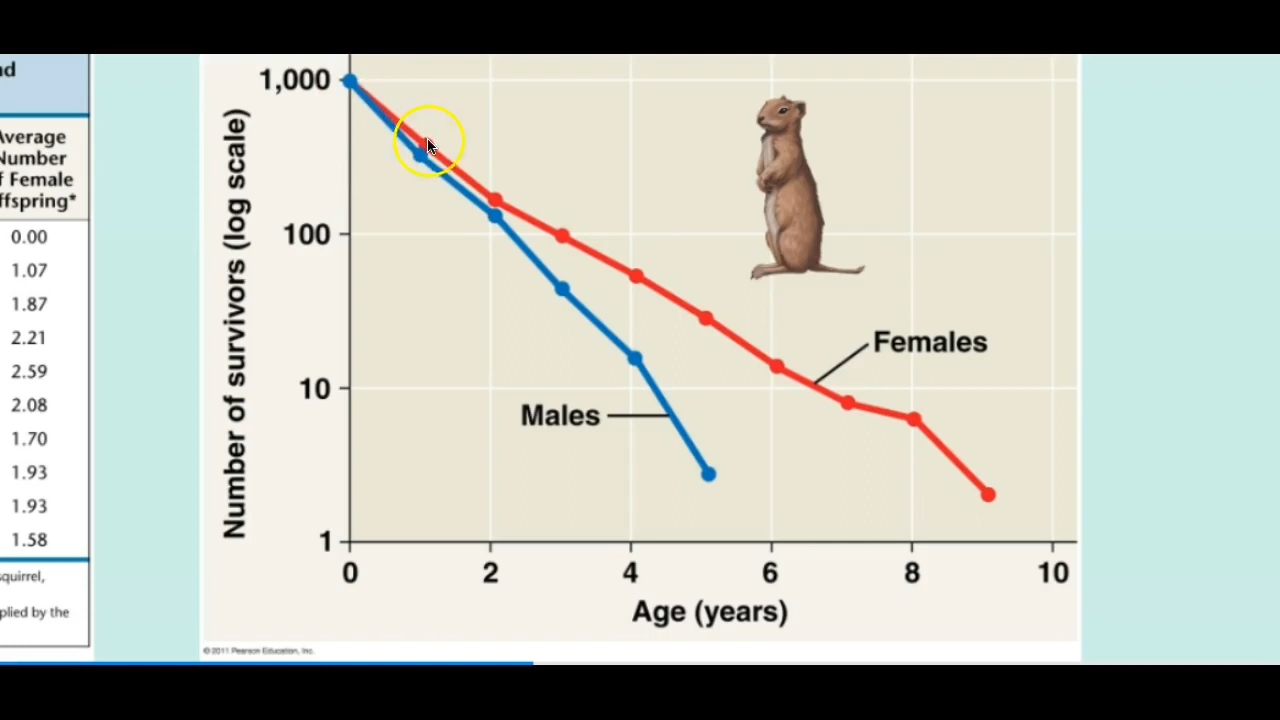 nd
Average
Number
f Female
ffspring*
0.00
1.07
1.87
2.21
2.59
2.08
1.70
1.93
1.93
1.58
squirrel,
plied by the
Number of survivors (log scale)
1,000
100
10
1
Females
Males
0 2 4 6 8 10
Age (years)
© 2011 Pearson Education, Inc.